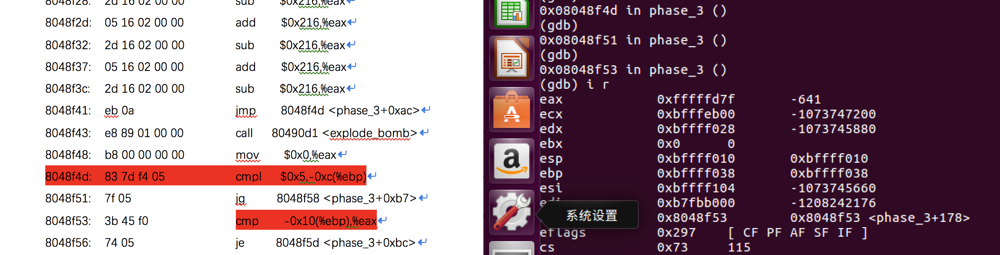 8048f28: 2d 16 02 00 00 sub $0x216,%eax
8048f2d: 05 16 02 00 00 add $0x216,%eax
8048f32: 2d 16 02 00 00 sub $0x216,%eax
8048f37: 05 16 02 00 00 add $0x216,%eax
8048f3c: 2d 16 02 00 00 sub $0x216,%eax
8048f41: eb 0a jmp 8048f4d <phase_3+0xac>
8048f43: e8 89 01 00 00 call 80490d1 <explode_bomb>
8048f48: b8 00 00 00 00 mov $0x0,%eax
8048f4d: 83 7d f4 05 cmpl $0x5,-0xc(%ebp)
8048f51: 7f 05 jg 8048f58 <phase_3+0xb7>
8048f53: 3b 45 f0 cmp -0x10(%ebp),%eax
8048f56: 74 05 je 8048f5d <phase_3+0xbc>
(gdb)
0x08048f4d in phase_3 ()
(gdb)
0x08048f51 in phase_3 ()
(gdb)
0x08048f53 in phase_3 ()
(gdb) i r
eax 0xfffffd7f -641
ecx 0xbfffeb00 -1073747200
edx 0xbffff028 -1073745880
ebx 0x0 0
esp 0xbffff010 0xbffff010
ebp 0xbffff038 0xbffff038
esi 0xbffff104 -1073745660
edi 0xb7fbb000 -1208242176
系统设置
0x8048f53 0x8048f53 <phase_3+178>
eflags 0x297 [ CF PF AF SF IF ]
cs 0x73 115